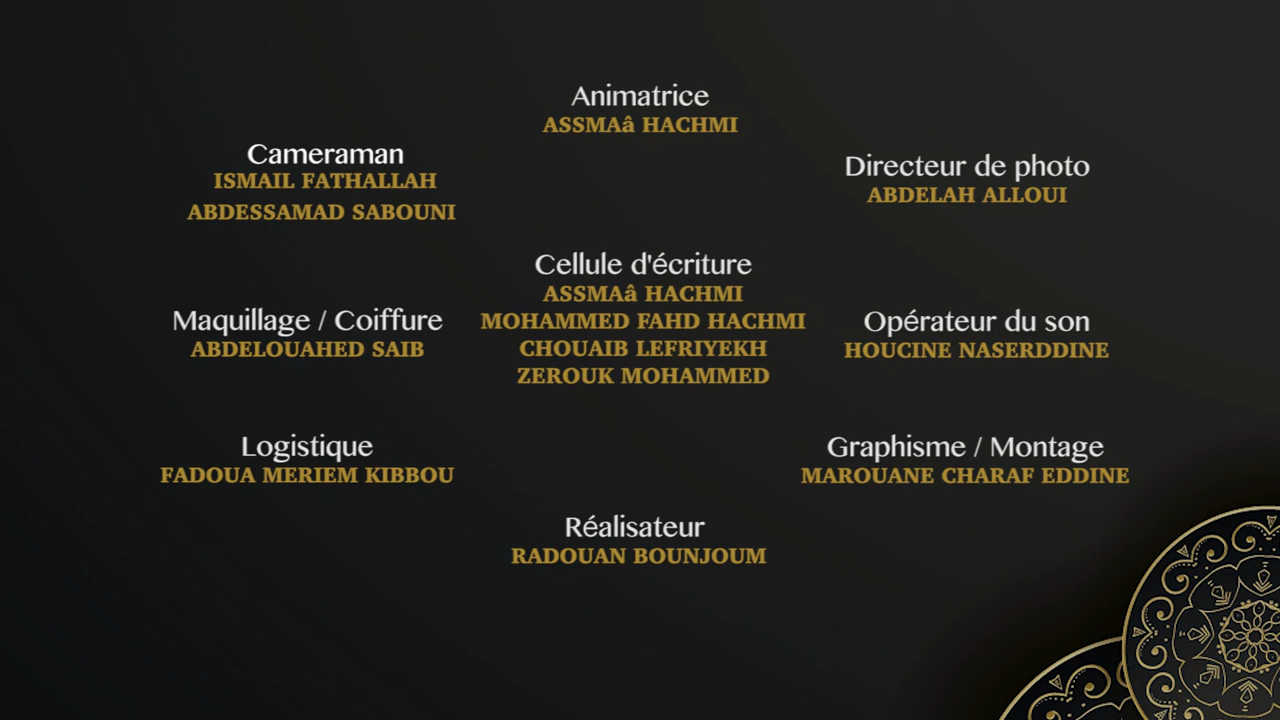 Animatrice
ASSMAâ HACHMI
Cameraman
ISMAIL FATHALLAH
ABDESSAMAD SABOUNI
Directeur de photo
ABDELAH ALLOUI
Cellule d'écriture
ASSMAâ HACHMI
MOHAMMED FAHD HACHMI
CHOUAIB LEFRIYEKH
ZEROUK MOHAMMED
Maquillage / Coiffure
ABDELOUAHED SAIB
Opérateur du son
HOUCINE NASERDDINE
Logistique
FADOUA MERIEM KIBBOU
Graphisme / Montage
MAROUANE CHARAF EDDINE
Réalisateur
RADOUAN BOUNJOUM